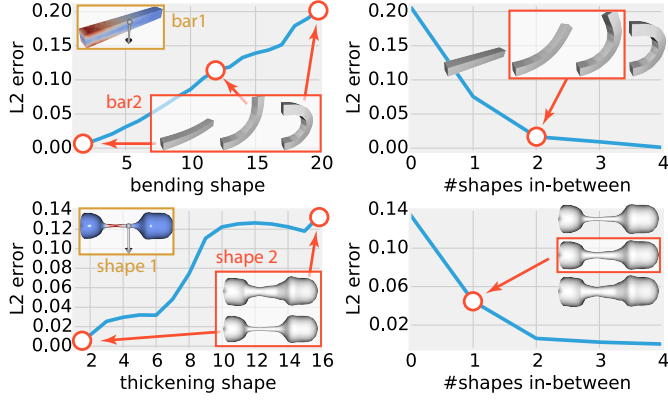 L2 error
0.20
0.15
0.10
0.05
0.00
bar1
bar2
5 10 15 20
bending shape
L2 error
0.20
0.15
0.10
0.05
0.00
0 1 2 3 4
#shapes in-between
L2 error
0.14
0.12
0.10
0.08
0.06
0.04
0.02
0.00
shape 1
shape 2
2 4 6 8 10 12 14 16
thickening shape
L2 error
0.14
0.10
0.06
0.02
0 1 2 3 4
#shapes in-between